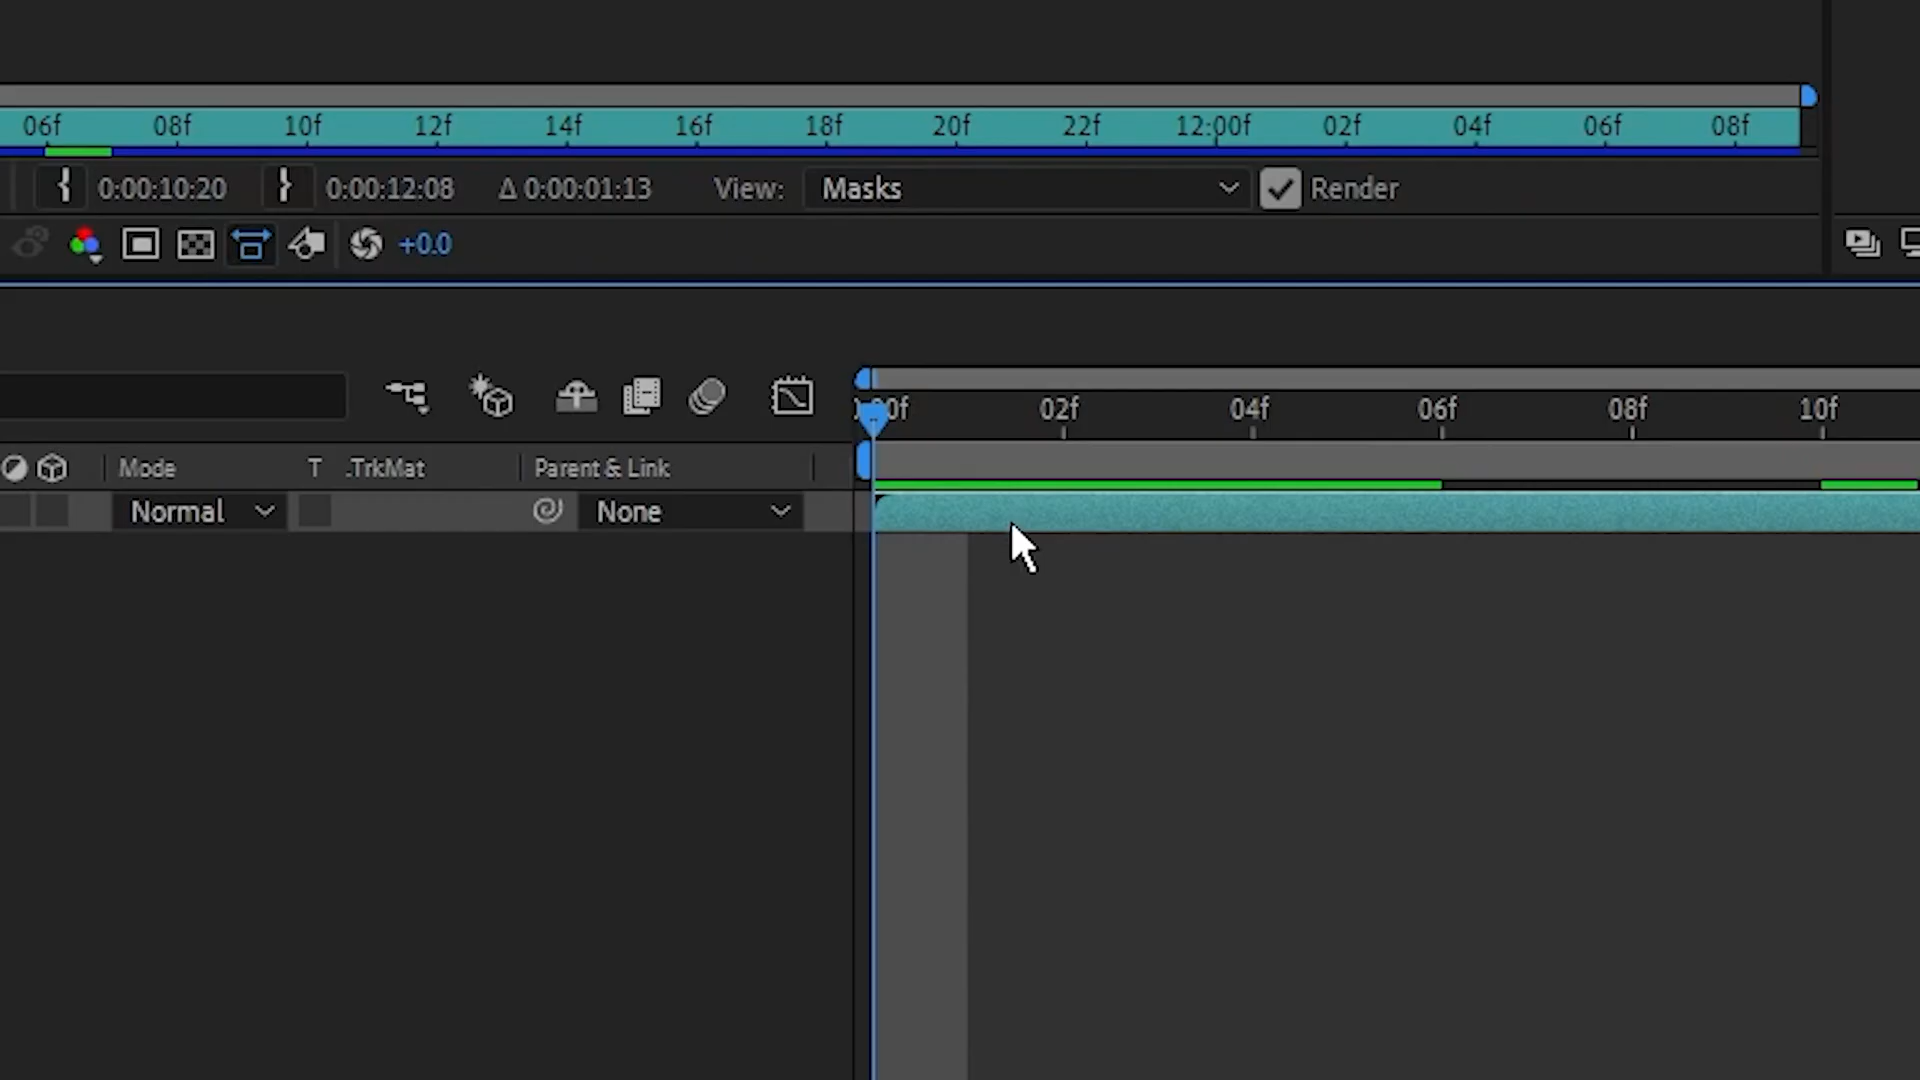 06f 08f 10f 12f 14f 16f 18f 20f 22f 12:00f 02f 04f 06f 08f
{ 0:00:10:20 } 0:00:12:08 Δ 0:00:01:13 View: Masks Render
+0.0
02f 04f 06f 08f 10f
Mode T .TrkMat Parent & Link
Normal None